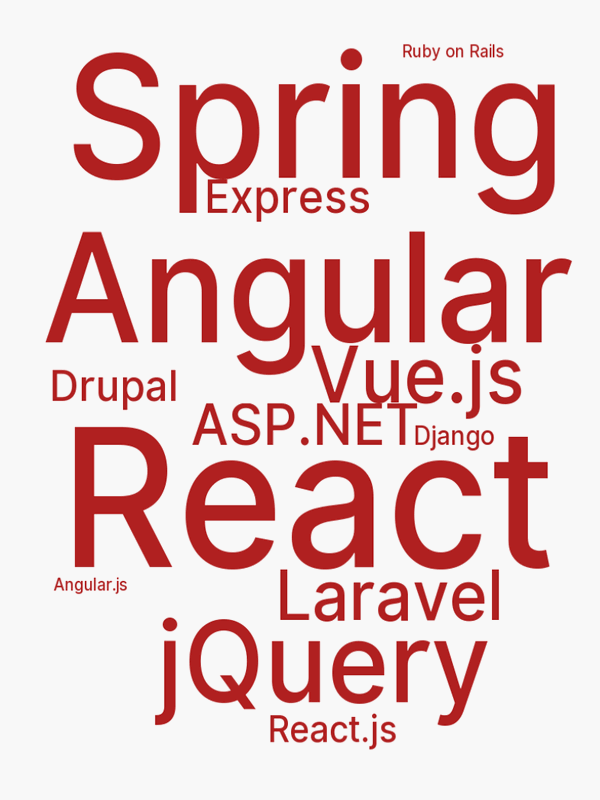 Ruby on Rails
Spring
Express
Angular
Vue.js
Drupal
ASP.NET
Django
React
Angular.js
Laravel
jQuery
React.js